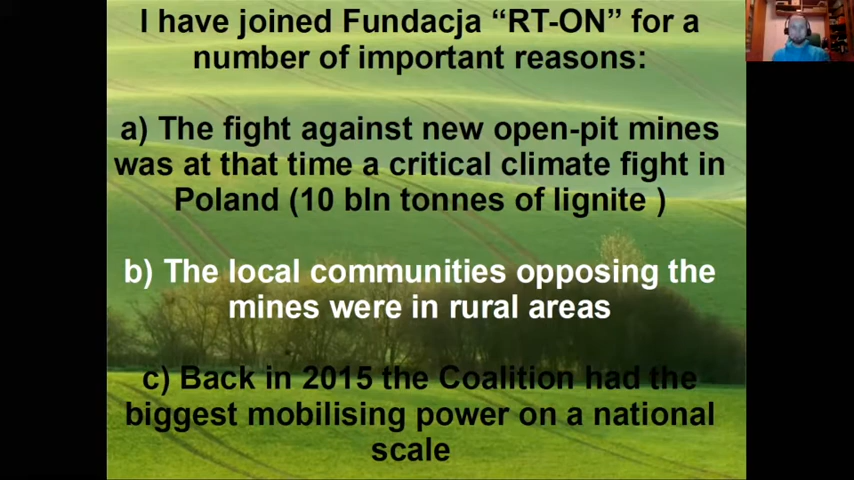 I have joined Fundacja “RT-ON” for a
number of important reasons:
a) The fight against new open-pit mines
was at that time a critical climate fight in
Poland (10 bln tonnes of lignite )
b) The local communities opposing the
mines were in rural areas
c) Back in 2015 the Coalition had the
biggest mobilising power on a national
scale